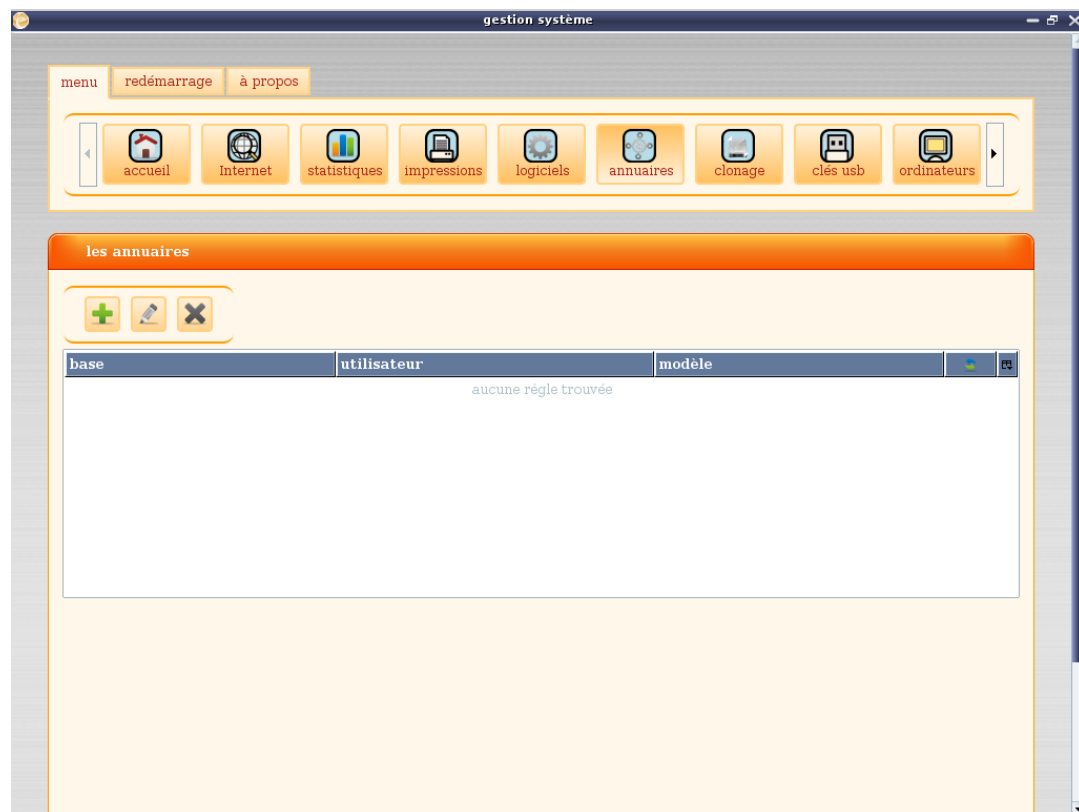 gestion système
menu redémarrage à propos
accueil Internet statistiques impressions logiciels annuaires clonage clés usb ordinateurs
les annuaires
base utilisateur modèle
aucune régle trouvée